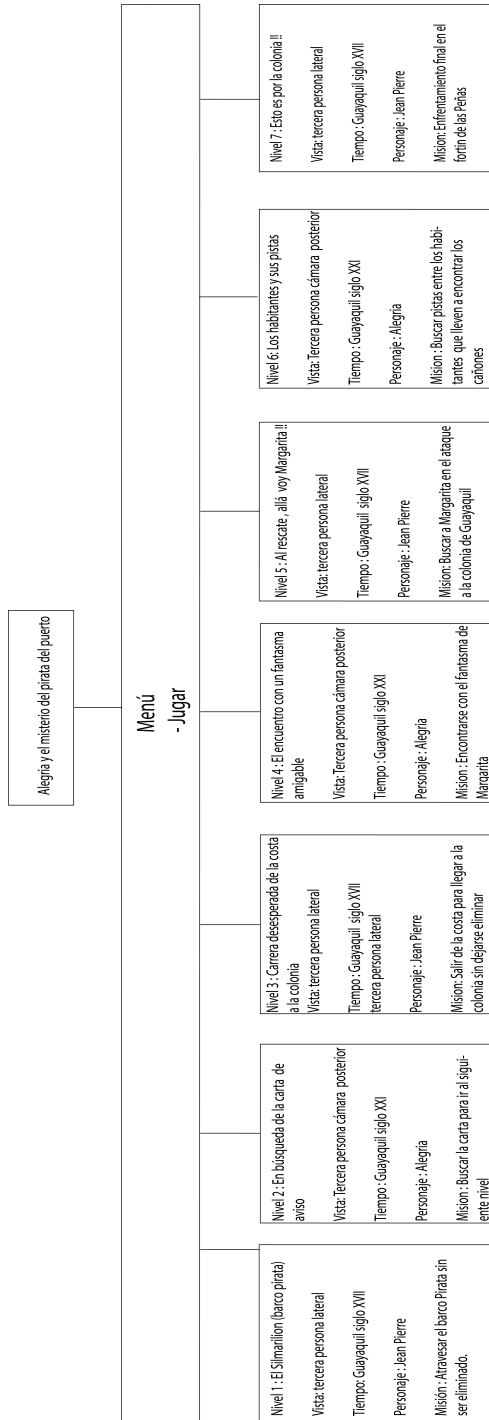 Alegria y el misterio del pirata del puerto
Menú
- Jugar
Nivel 1 : El Silmarilion (barco pirata)
Vista: tercera persona lateral
Tiempo: Guayaquil siglo XVII
Personaje : Jean Pierre
Misión : Atravesar el barco Pirata sin
ser eliminado.
Nivel 2 : En búsqueda de la carta de
aviso
Vista: Tercera persona cámara posterior
Tiempo : Guayaquil siglo XXI
Personaje : Alegria
Mision : Buscar la carta para ir al sigui-
ente nivel
Nivel 3 : Carrera desesperada de la costa
a la colonia
Vista: tercera persona lateral
Tiempo : Guayaquil siglo XVII
tercera persona lateral
Personaje : Jean Pierre
Mision: Salir de la costa para llegar a la
colonia sin dejarse eliminar
Nivel 4 : El encuentro con un fantasma
amigable
Vista: Tercera persona cámara posterior
Tiempo : Guayaquil siglo XXI
Personaje : Alegria
Mision : Encontrarse con el fantasma de
Margarita
Nivel 5 : Al rescate , allá voy Margarita !!
Vista: tercera persona lateral
Tiempo : Guayaquil siglo XVII
Personaje : Jean Pierre
Mision: Buscar a Margarita en el ataque
a la colonia de Guayaquil
Nivel 6: Los habitantes y sus pistas
Vista: Tercera persona cámara posterior
Tiempo : Guayaquil siglo XXI
Personaje : Alegria
Mision : Buscar pistas entre los habi-
tantes que lleven a encontrar los
cañones
Nivel 7 : Esto es por la colonia !!
Vista: tercera persona lateral
Tiempo : Guayaquil siglo XVII
Personaje : Jean Pierre
Mision: Enfrentamiento final en el
fortin de las Peñas